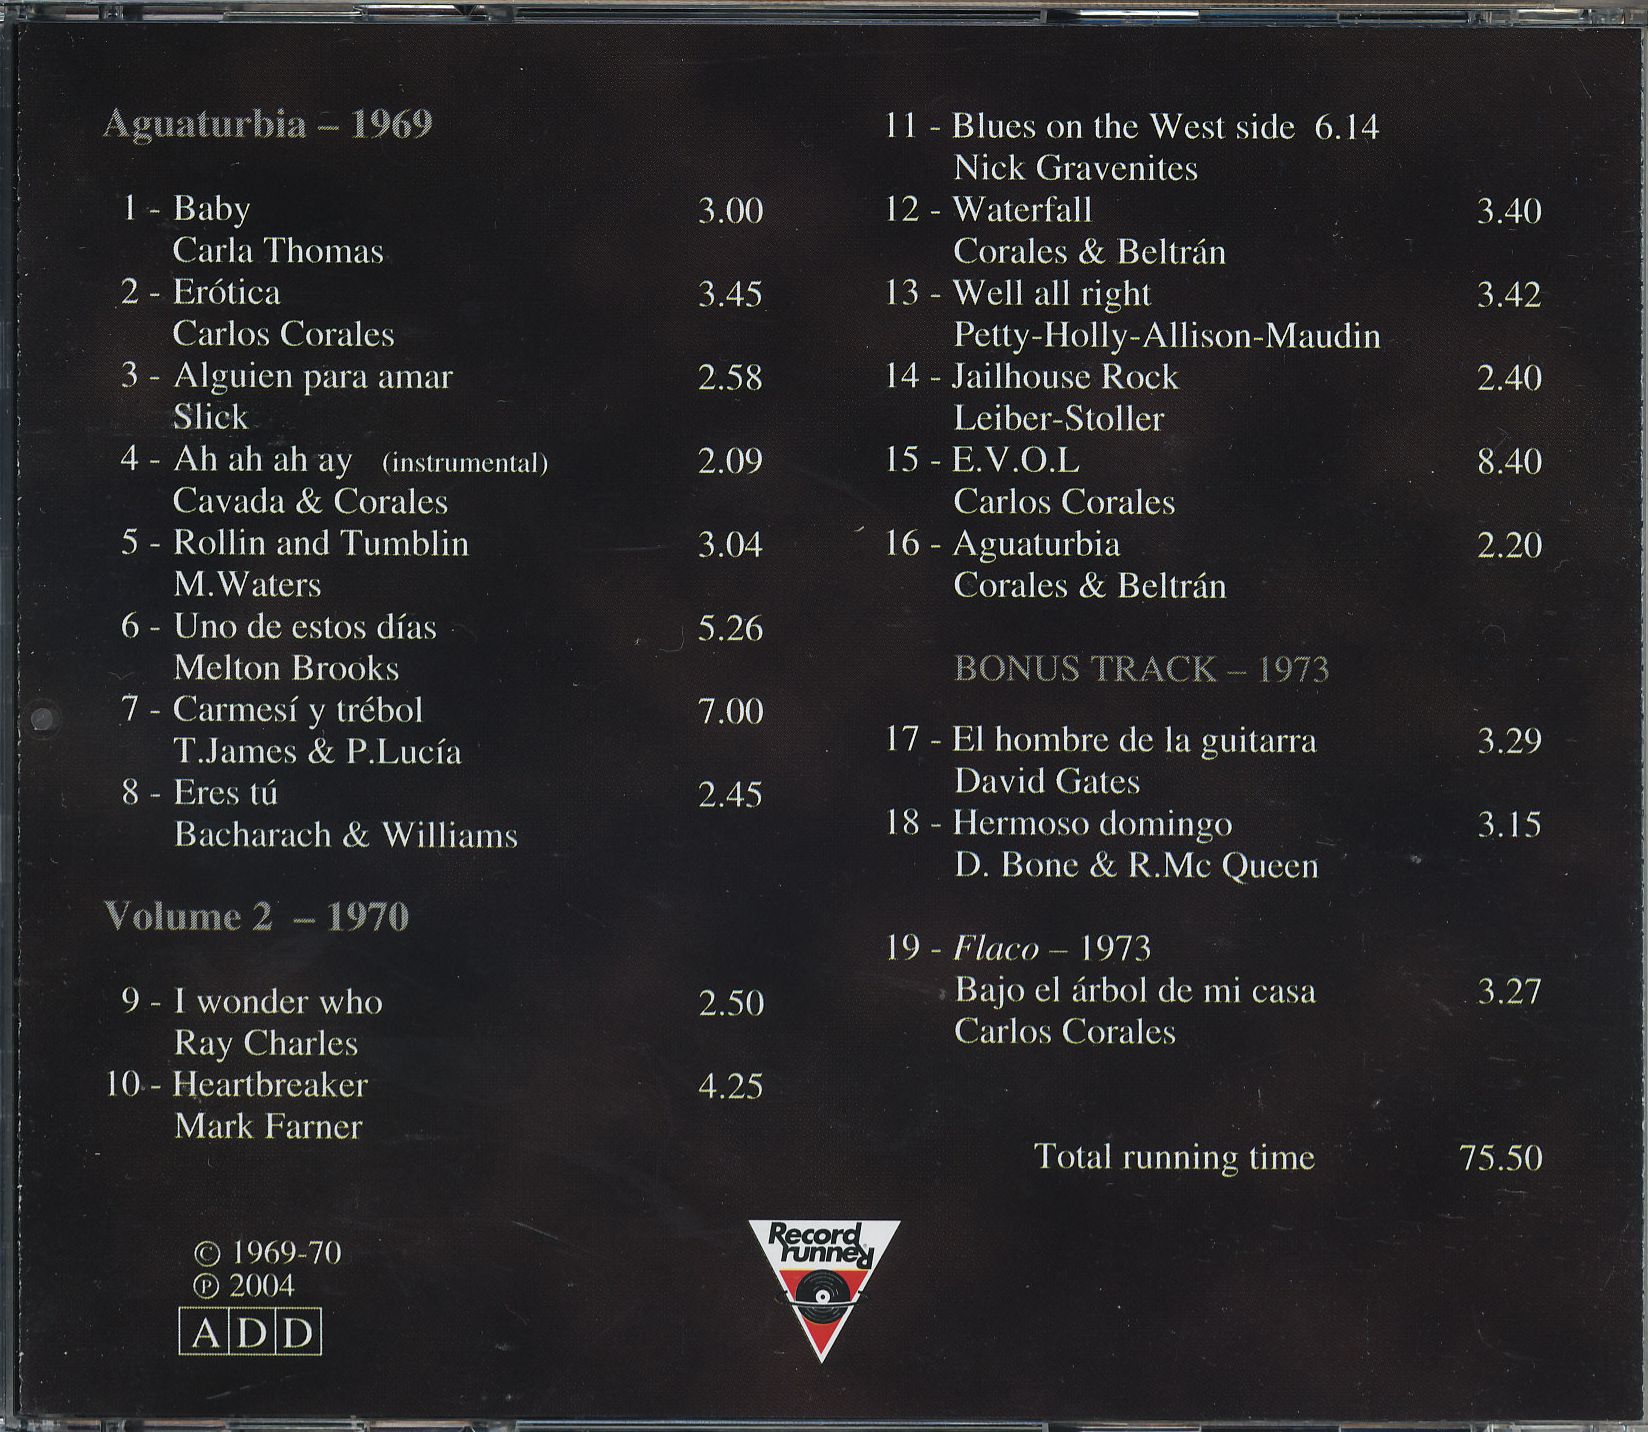 Aguaturbia – 1969
1 - Baby 3.00
Carla Thomas
2 - Erótica 3.45
Carlos Corales
3 - Alguien para amar 2.58
Slick
4 - Ah ah ah ay (instrumental) 2.09
Cavada & Corales
5 - Rollin and Tumblin 3.04
M.Waters
6 - Uno de estos días 5.26
Melton Brooks
7 - Carmesí y trébol 7.00
T.James & P.Lucía
8 - Eres tú 2.45
Bacharach & Williams
Volume 2 – 1970
9 - I wonder who 2.50
Ray Charles
10 - Heartbreaker 4.25
Mark Farner
11 - Blues on the West side 6.14
Nick Gravenites
12 - Waterfall 3.40
Corales & Beltrán
13 - Well all right 3.42
Petty-Holly-Allison-Maudin
14 - Jailhouse Rock 2.40
Leiber-Stoller
15 - E.V.O.L 8.40
Carlos Corales
16 - Aguaturbia 2.20
Corales & Beltrán
BONUS TRACK – 1973
17 - El hombre de la guitarra 3.29
David Gates
18 - Hermoso domingo 3.15
D. Bone & R.Mc Queen
19 - Flaco – 1973
Bajo el árbol de mi casa 3.27
Carlos Corales
Total running time 75.50
© 1969-70
℗ 2004
ADD
Record
runner